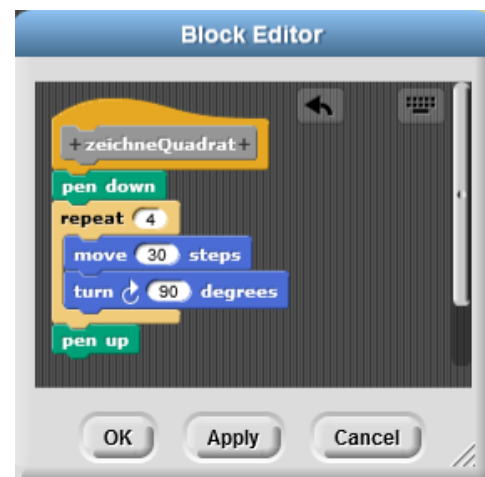 Block Editor
+zeichneQuadrat+
pen down
repeat 4
move 30 steps
turn 90 degrees
pen up
OK Apply Cancel